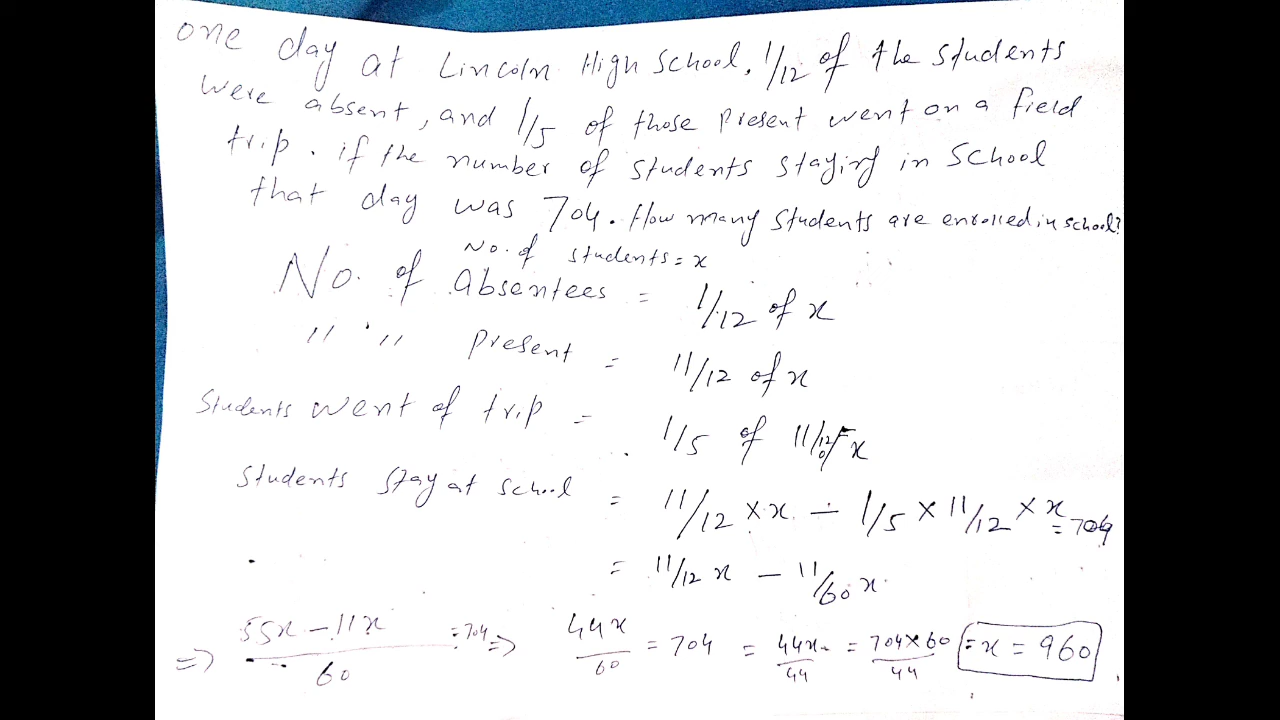 one day at Lincoln High School, 1/12 of the students
were absent, and 1/5 of those present went on a field
trip. if the number of students staying in School
that day was 704. How many students are enrolled in school?
No. of students = x
No. of absentees = 1/12 of x
" " present = 11/12 of x
Students went of trip = 1/5 of 11/12 of x
Students stay at school = 11/12 × x - 1/5 × 11/12 × x = 704
= 11/12 x - 11/60 x
=> 55x - 11x / 60 = 704 => 44x / 60 = 704 = 44x / 44 = 704 × 60 / 44 = x = 960